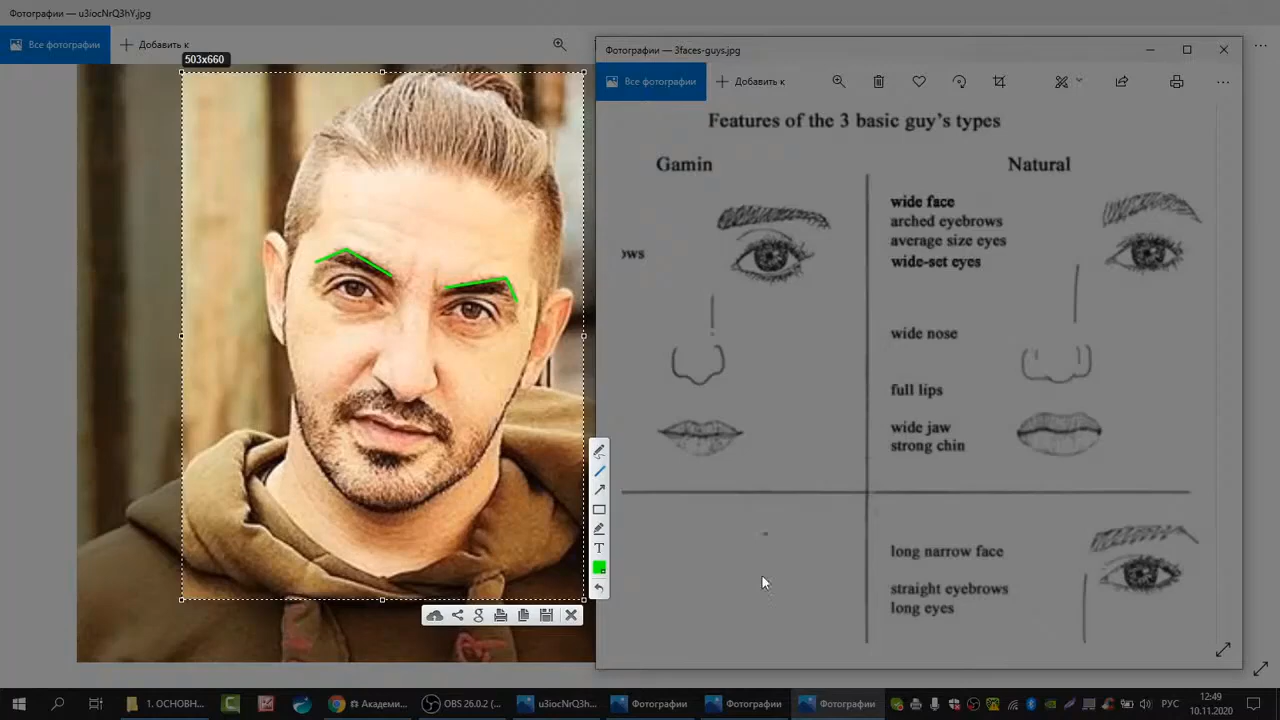 Фотографии — u3iocNrQ3hY.jpg
Все фотографии
Добавить к
503x660
Фотографии — 3faces-guys.jpg
Все фотографии
Добавить к
Features of the 3 basic guy's types
Gamin
ows
Natural
wide face
arched eyebrows
average size eyes
wide-set eyes
wide nose
full lips
wide jaw
strong chin
long narrow face
straight eyebrows
long eyes
T
g
1. ОСНОВН...
Академи...
OBS 26.0.2 (...
u3iocNrQ3h...
Фотографии
Фотографии
Фотографии
РУС
12:49
10.11.2020